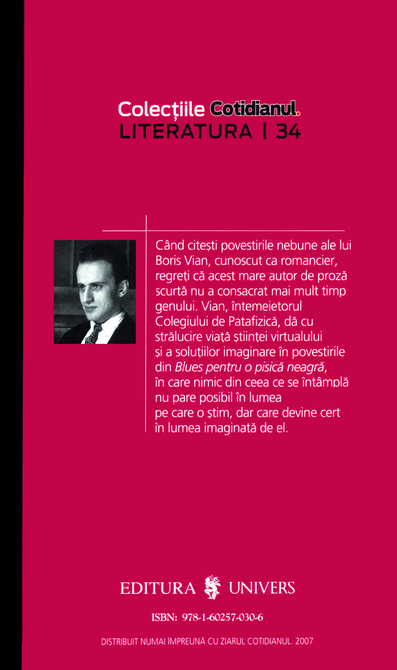 Colecțiile Cotidianul.
LITERATURA | 34
Când citești povestirile nebune ale lui
Boris Vian, cunoscut ca romancier,
regreți că acest mare autor de proză
scurtă nu a consacrat mai mult timp
genului. Vian, întemeietorul
Colegiului de Patafizică, dă cu
strălucire viață științei virtualului
și a soluțiilor imaginare în povestirile
din Blues pentru o pisică neagră,
în care nimic din ceea ce se întâmplă
nu pare posibil în lumea
pe care o știm, dar care devine cert
în lumea imaginată de el.
EDITURA UNIVERS
ISBN: 978-1-60257-030-6
DISTRIBUIT NUMAI ÎMPREUNĂ CU ZIARUL COTIDIANUL. 2007